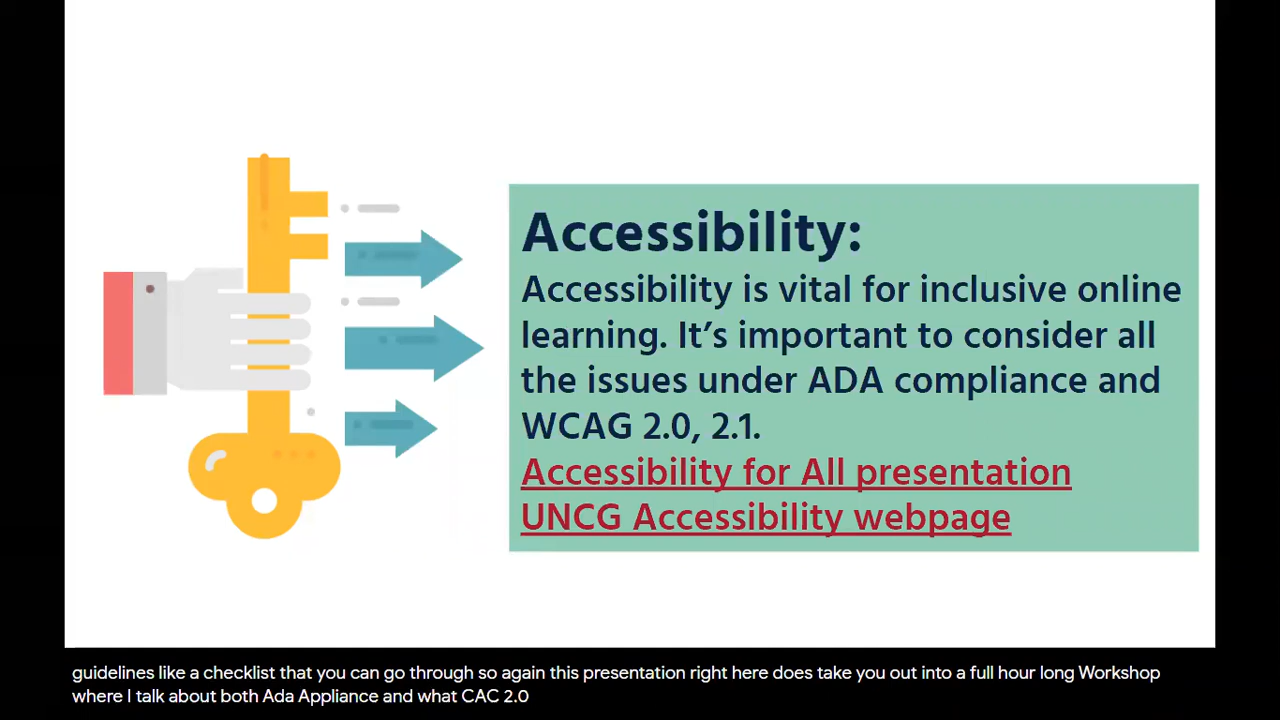 Accessibility:
Accessibility is vital for inclusive online
learning. It’s important to consider all
the issues under ADA compliance and
WCAG 2.0, 2.1.
Accessibility for All presentation
UNCG Accessibility webpage
guidelines like a checklist that you can go through so again this presentation right here does take you out into a full hour long Workshop
where I talk about both Ada Appliance and what CAC 2.0